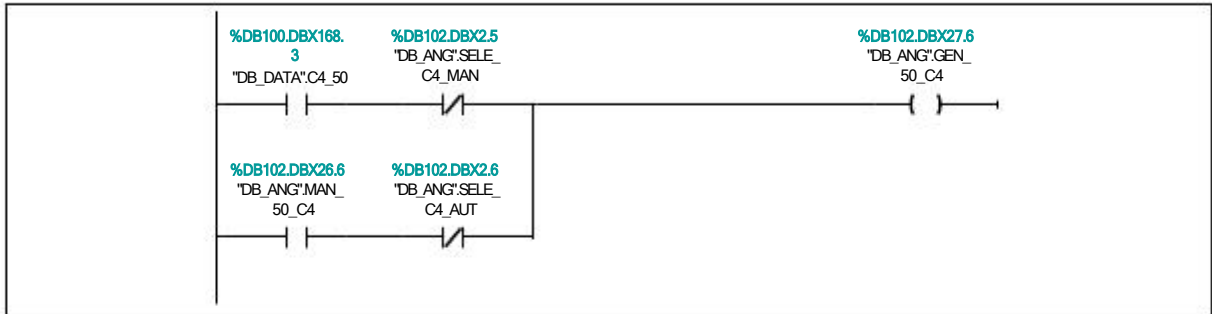 %DB100.DBX168.
3
"DB_DATA".C4_50
%DB102.DBX2.5
"DB_ANG".SELE_
C4_MAN
%DB102.DBX27.6
"DB_ANG".GEN_
50_C4
%DB102.DBX26.6
"DB_ANG".MAN_
50_C4
%DB102.DBX2.6
"DB_ANG".SELE_
C4_AUT